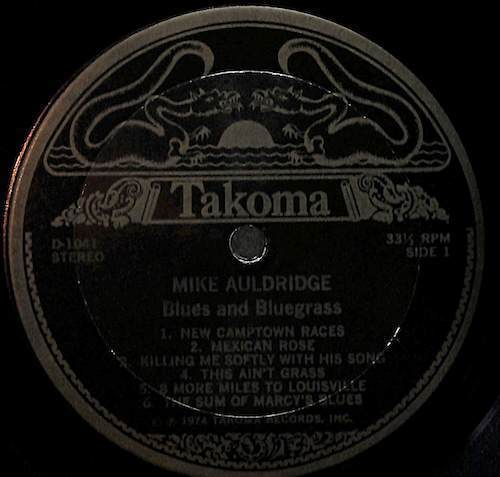 Takoma
D-1041
STEREO
33⅓ RPM
SIDE 1
MIKE AULDRIDGE
Blues and Bluegrass
1. NEW CAMPTOWN RACES
2. MEXICAN ROSE
3. KILLING ME SOFTLY WITH HIS SONG
4. THIS AIN'T GRASS
5. 8 MORE MILES TO LOUISVILLE
6. THE SUM OF MARCY'S BLUES
© ℗ 1974 TAKOMA RECORDS, INC.